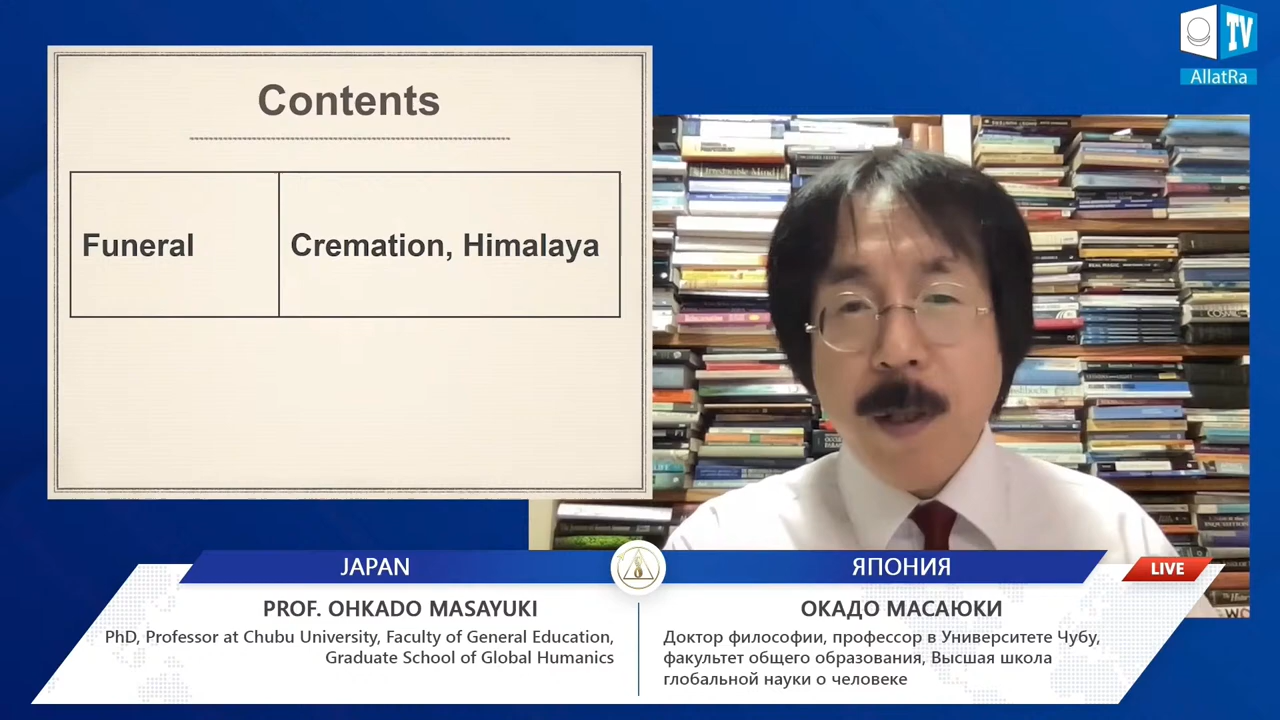 TV
AllatRa
Contents
Funeral
Cremation, Himalaya
Irreducible Mind
JAPAN
ЯПОНИЯ
LIVE
PROF. OHKADO MASAYUKI
PhD, Professor at Chubu University, Faculty of General Education,
Graduate School of Global Humanics
ОКАДО МАСАЮКИ
Доктор философии, профессор в Университете Чубу,
факультет общего образования, Высшая школа
глобальной науки о человеке